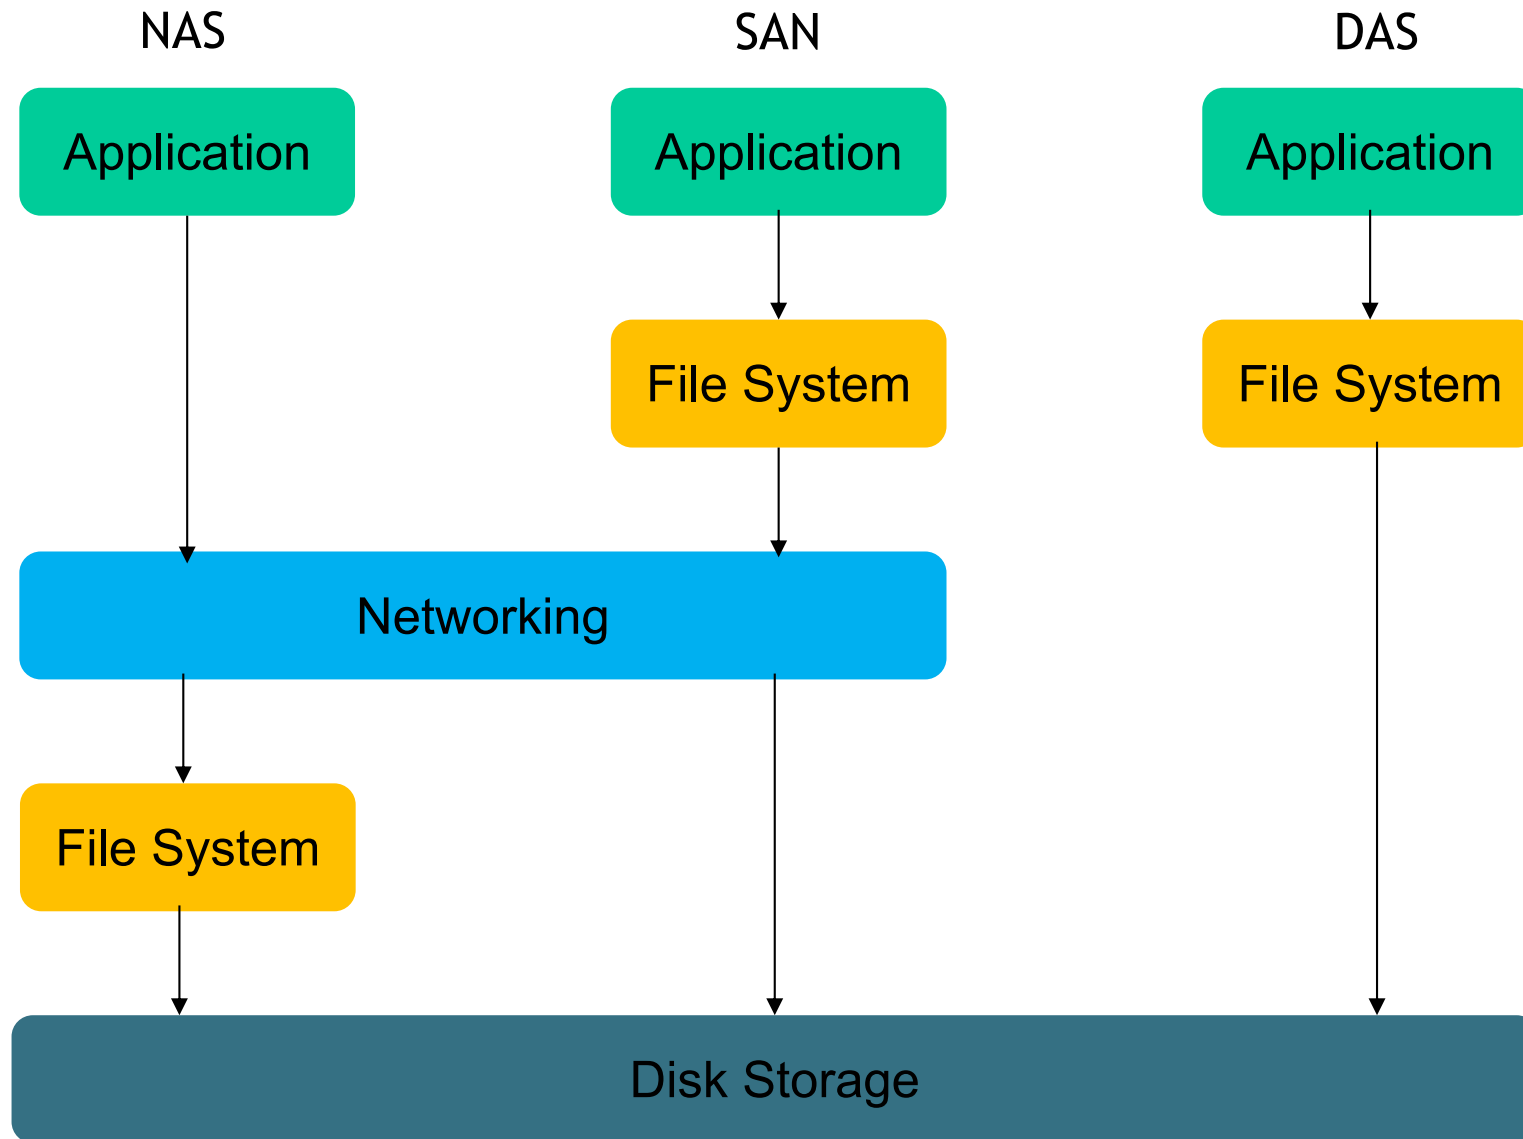 NAS
SAN
DAS
Application
Application
Application
File System
File System
Networking
File System
Disk Storage